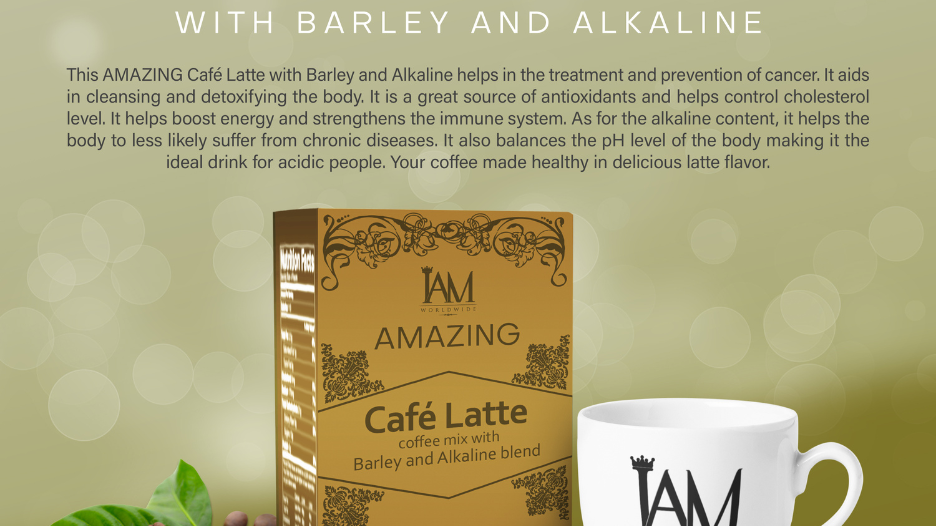 WITH BARLEY AND ALKALINE
This AMAZING Café Latte with Barley and Alkaline helps in the treatment and prevention of cancer. It aids
in cleansing and detoxifying the body. It is a great source of antioxidants and helps control cholesterol
level. It helps boost energy and strengthens the immune system. As for the alkaline content, it helps the
body to less likely suffer from chronic diseases. It also balances the pH level of the body making it the
ideal drink for acidic people. Your coffee made healthy in delicious latte flavor.
Nutrition Facts
IAM
WORLDWIDE
AMAZING
Café Latte
coffee mix with
Barley and Alkaline blend
IAM